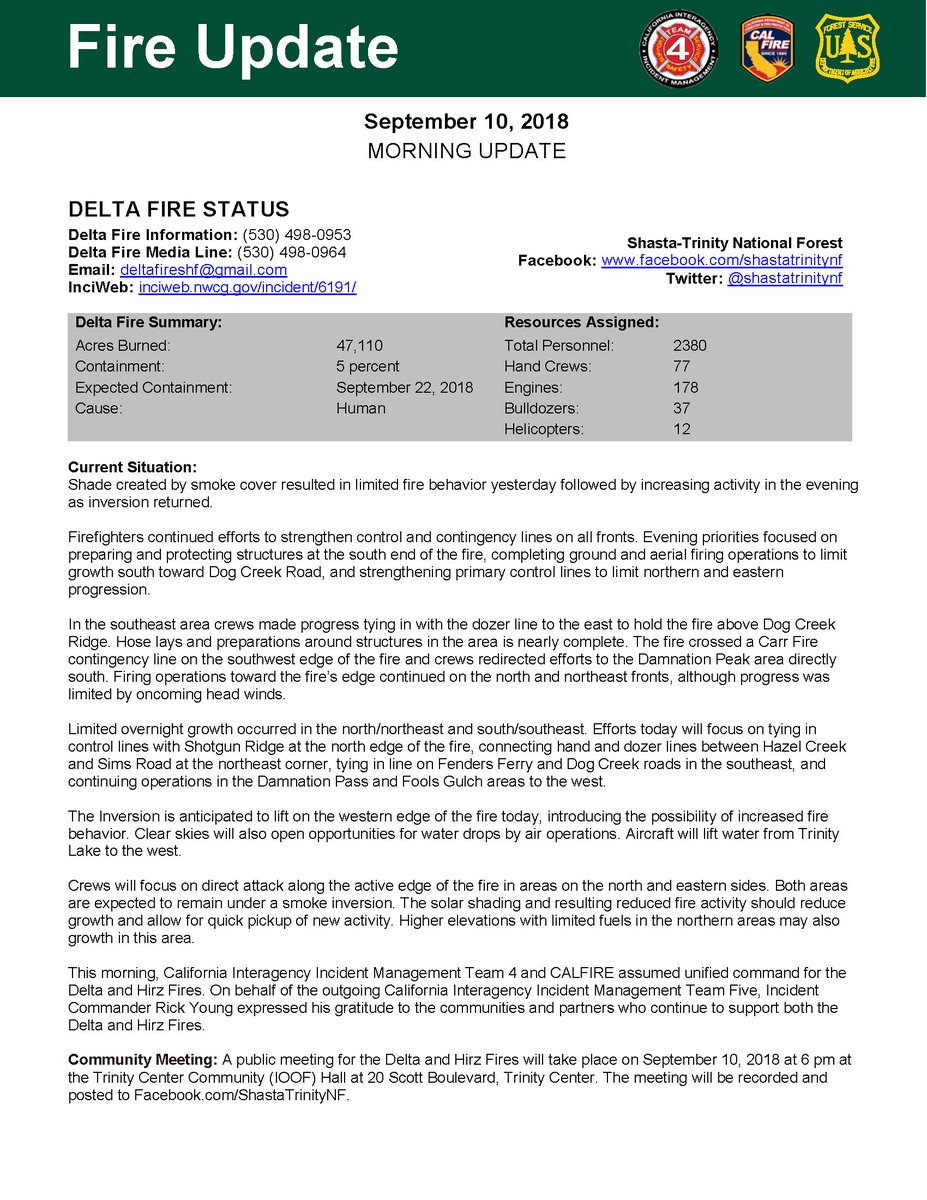 Fire Update
CALIFORNIA INTERAGENCY
TEAM
4
SAFETY
INCIDENT MANAGEMENT
CAL
FIRE
SINCE 1885
FOREST SERVICE
U S
DEPARTMENT OF AGRICULTURE
September 10, 2018
MORNING UPDATE
DELTA FIRE STATUS
Delta Fire Information: (530) 498-0953
Delta Fire Media Line: (530) 498-0964
Email: deltafireshf@gmail.com
InciWeb: inciweb.nwcg.gov/incident/6191/
Shasta-Trinity National Forest
Facebook: www.facebook.com/shastatrinitynf
Twitter: @shastatrinitynf
Delta Fire Summary:
Acres Burned: 47,110
Containment: 5 percent
Expected Containment: September 22, 2018
Cause: Human
Resources Assigned:
Total Personnel: 2380
Hand Crews: 77
Engines: 178
Bulldozers: 37
Helicopters: 12
Current Situation:
Shade created by smoke cover resulted in limited fire behavior yesterday followed by increasing activity in the evening
as inversion returned.
Firefighters continued efforts to strengthen control and contingency lines on all fronts. Evening priorities focused on
preparing and protecting structures at the south end of the fire, completing ground and aerial firing operations to limit
growth south toward Dog Creek Road, and strengthening primary control lines to limit northern and eastern
progression.
In the southeast area crews made progress tying in with the dozer line to the east to hold the fire above Dog Creek
Ridge. Hose lays and preparations around structures in the area is nearly complete. The fire crossed a Carr Fire
contingency line on the southwest edge of the fire and crews redirected efforts to the Damnation Peak area directly
south. Firing operations toward the fire's edge continued on the north and northeast fronts, although progress was
limited by oncoming head winds.
Limited overnight growth occurred in the north/northeast and south/southeast. Efforts today will focus on tying in
control lines with Shotgun Ridge at the north edge of the fire, connecting hand and dozer lines between Hazel Creek
and Sims Road at the northeast corner, tying in line on Fenders Ferry and Dog Creek roads in the southeast, and
continuing operations in the Damnation Pass and Fools Gulch areas to the west.
The Inversion is anticipated to lift on the western edge of the fire today, introducing the possibility of increased fire
behavior. Clear skies will also open opportunities for water drops by air operations. Aircraft will lift water from Trinity
Lake to the west.
Crews will focus on direct attack along the active edge of the fire in areas on the north and eastern sides. Both areas
are expected to remain under a smoke inversion. The solar shading and resulting reduced fire activity should reduce
growth and allow for quick pickup of new activity. Higher elevations with limited fuels in the northern areas may also
growth in this area.
This morning, California Interagency Incident Management Team 4 and CALFIRE assumed unified command for the
Delta and Hirz Fires. On behalf of the outgoing California Interagency Incident Management Team Five, Incident
Commander Rick Young expressed his gratitude to the communities and partners who continue to support both the
Delta and Hirz Fires.
Community Meeting: A public meeting for the Delta and Hirz Fires will take place on September 10, 2018 at 6 pm at
the Trinity Center Community (IOOF) Hall at 20 Scott Boulevard, Trinity Center. The meeting will be recorded and
posted to Facebook.com/ShastaTrinityNF.